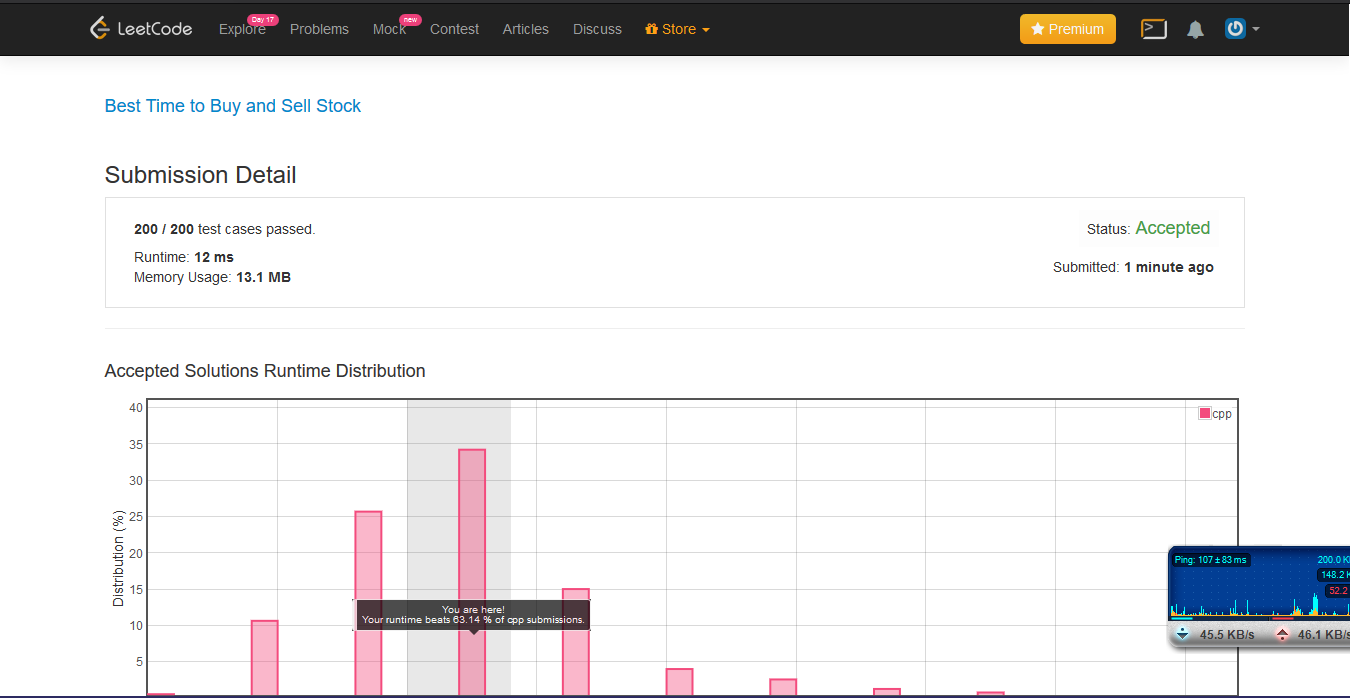 LeetCode Explore Day 17 Problems Mock new Contest Articles Discuss Store Premium
Best Time to Buy and Sell Stock
Submission Detail
200 / 200 test cases passed.
Status: Accepted
Runtime: 12 ms
Submitted: 1 minute ago
Memory Usage: 13.1 MB
Accepted Solutions Runtime Distribution
cpp
40
35
30
25
20
15
10
5
Distribution (%)
You are here!
Your runtime beats 63.14 % of cpp submissions.
Ping: 107 ± 83 ms 200.0 K
148.2 K
52.2
45.5 KB/s 46.1 KB/s